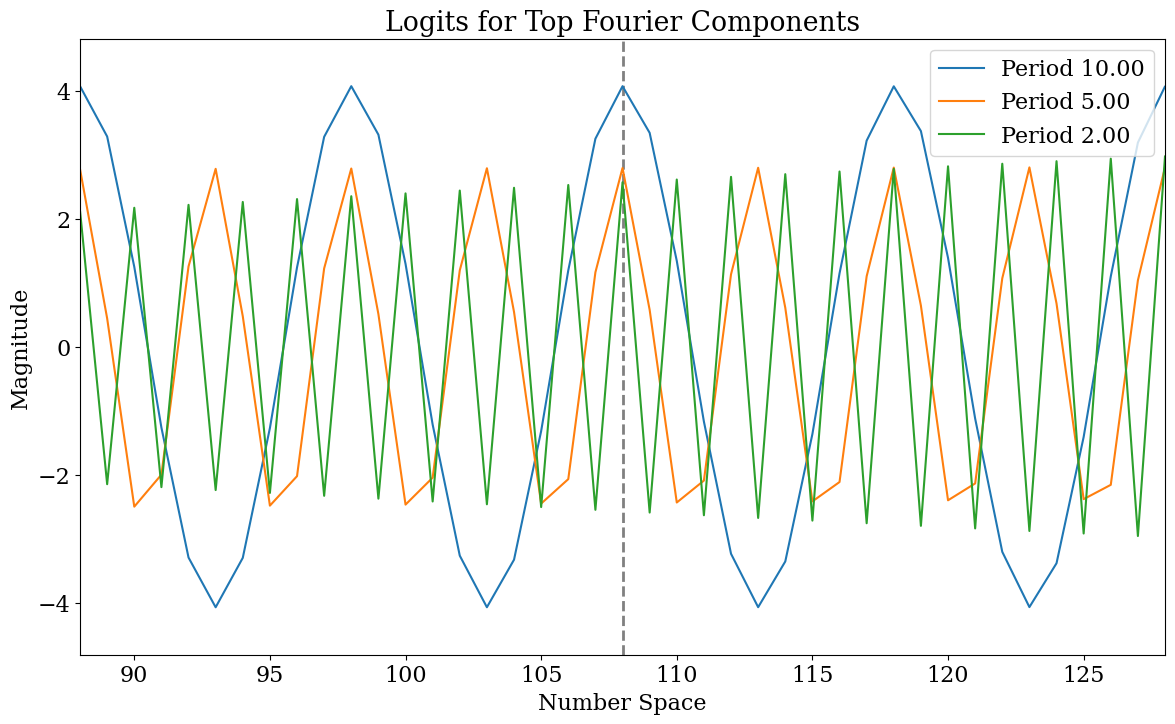 Logits for Top Fourier Components
Period 10.00
Period 5.00
Period 2.00
Magnitude
4
2
0
−2
−4
90 95 100 105 110 115 120 125
Number Space